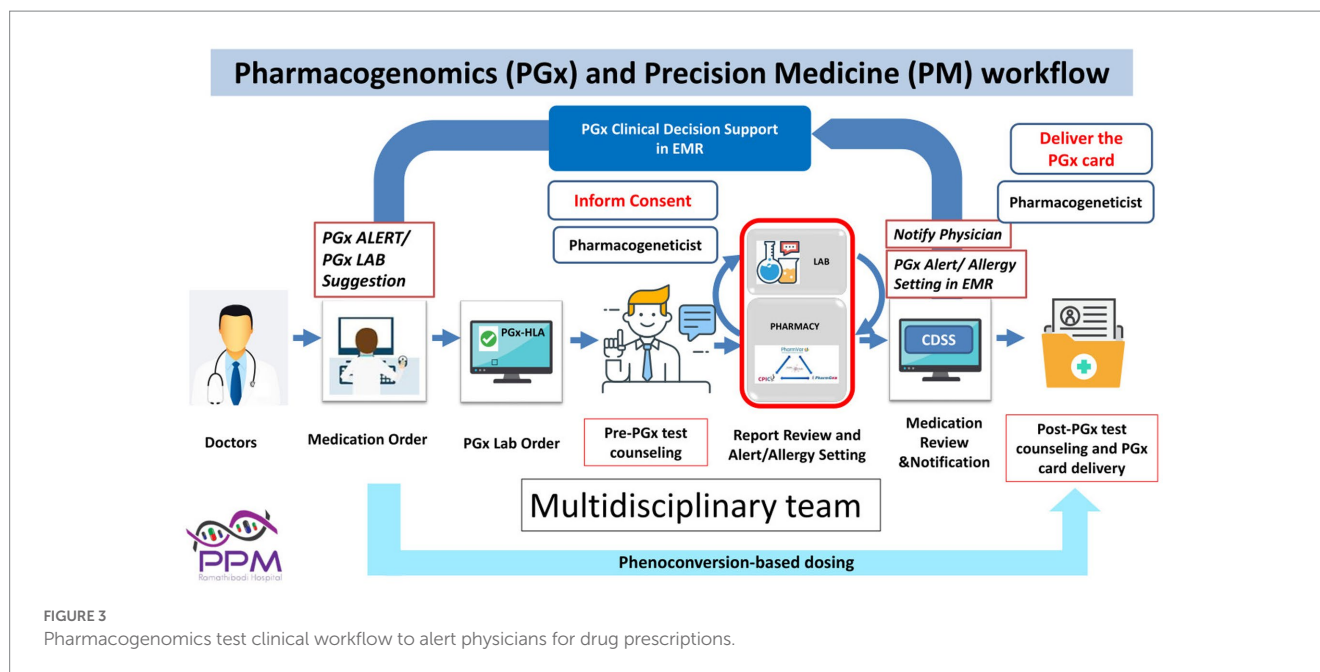 Pharmacogenomics (PGx) and Precision Medicine (PM) workflow
PGx Clinical Decision Support
in EMR
Deliver the
PGx card
Pharmacogeneticist
Inform Consent
Pharmacogeneticist
PGx ALERT/
PGx LAB
Suggestion
Notify Physician
PGx Alert/ Allergy
Setting in EMR
LAB
PHARMACY
PharmVar
CPIC
PGx-HLA
CDSS
Doctors
Medication Order
PGx Lab Order
Pre-PGx test
counseling
Report Review and
Alert/Allergy Setting
Medication
Review
&Notification
Post-PGx test
counseling and PGx
card delivery
Multidisciplinary team
PPM
Ramathibodi Hospital
Phenoconversion-based dosing
FIGURE 3
Pharmacogenomics test clinical workflow to alert physicians for drug prescriptions.